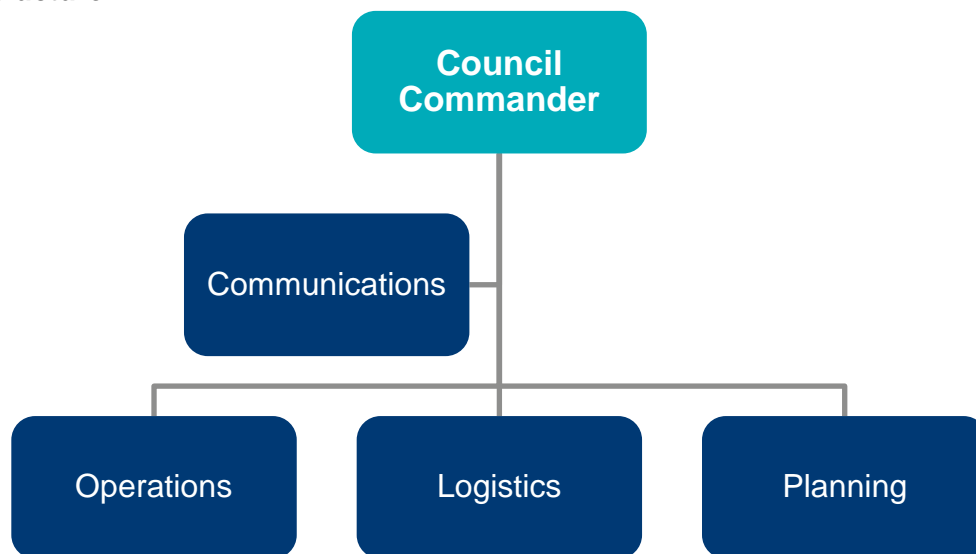 Council
Commander
Communications
Operations
Logistics
Planning